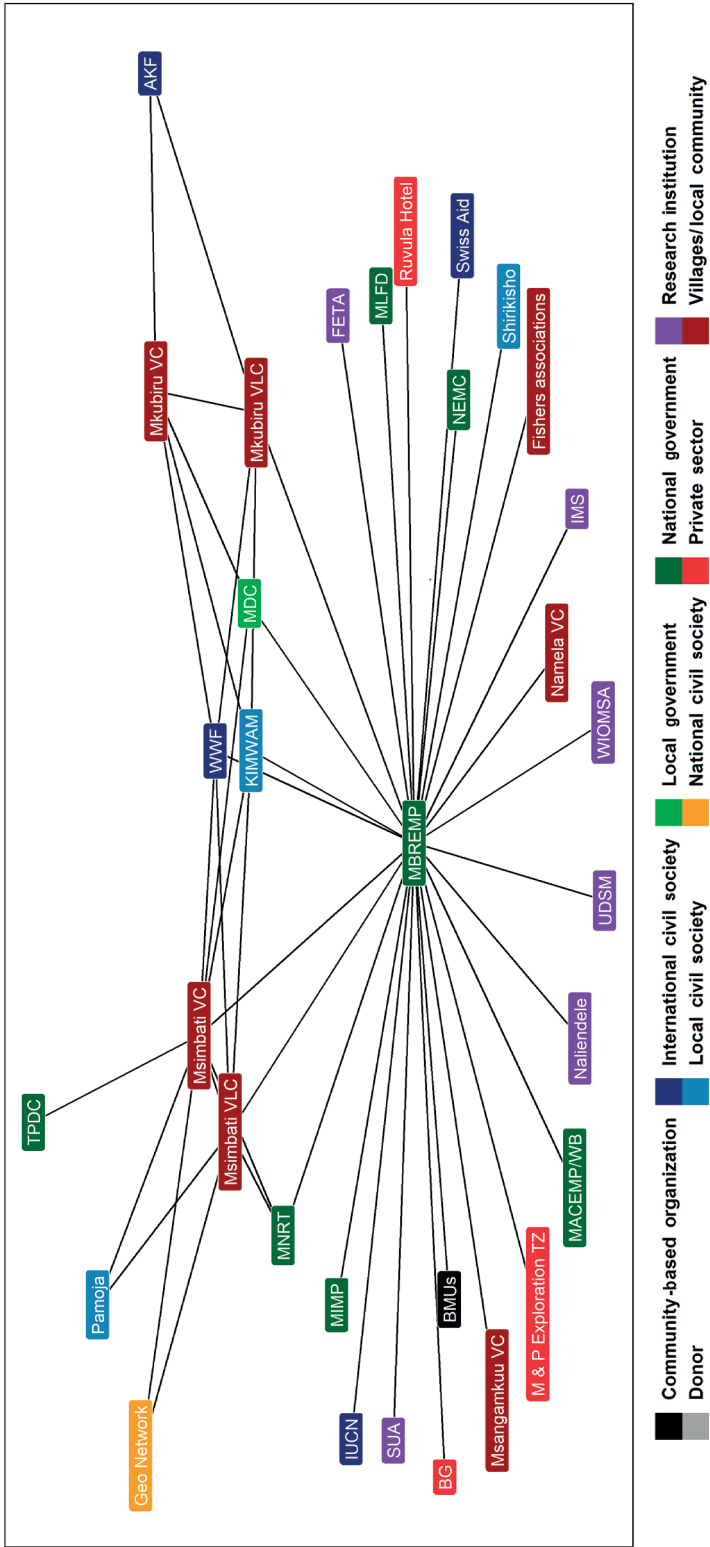 AKF
Mkubiru VC
Mkubiru VLC
MDC
WWF
KIMWAM
Msimbati VC
Msimbati VLC
TPDC
Pamoja
Geo Network
MNRT
MIMP
IUCN
SUA
BG
BMUs
Msangamkuu VC
M & P Exploration TZ
MACEMP/WB
Naliendele
UDSM
WIOMSA
Namela VC
IMS
Fishers associations
Shirikisho
NEMC
Swiss Aid
Ruvula Hotel
MLFD
FETA
MBREMP
Community-based organization
Donor
International civil society
Local civil society
Local government
National civil society
National government
Private sector
Research institution
Villages/local community